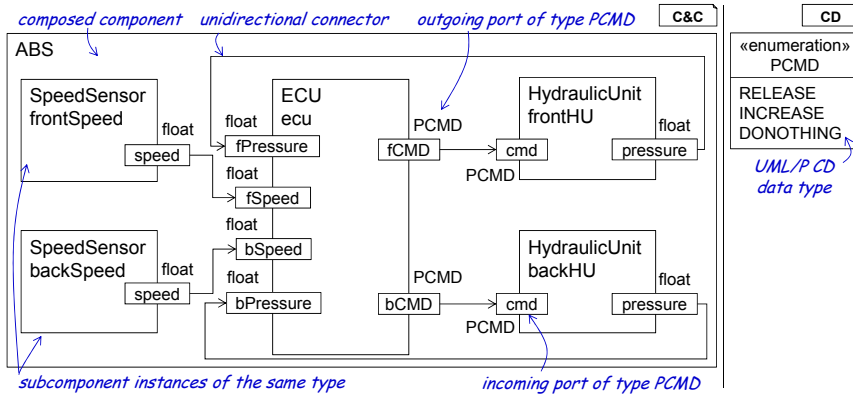 composed component
unidirectional connector
outgoing port of type PCMD
C&C
CD
ABS
«enumeration»
PCMD
RELEASE
INCREASE
DONOTHING
UML/P CD
data type
SpeedSensor
frontSpeed
float
speed
ECU
ecu
float
fPressure
float
fSpeed
float
bSpeed
float
bPressure
PCMD
fCMD
PCMD
bCMD
HydraulicUnit
frontHU
cmd
PCMD
float
pressure
SpeedSensor
backSpeed
float
speed
HydraulicUnit
backHU
cmd
PCMD
float
pressure
subcomponent instances of the same type
incoming port of type PCMD